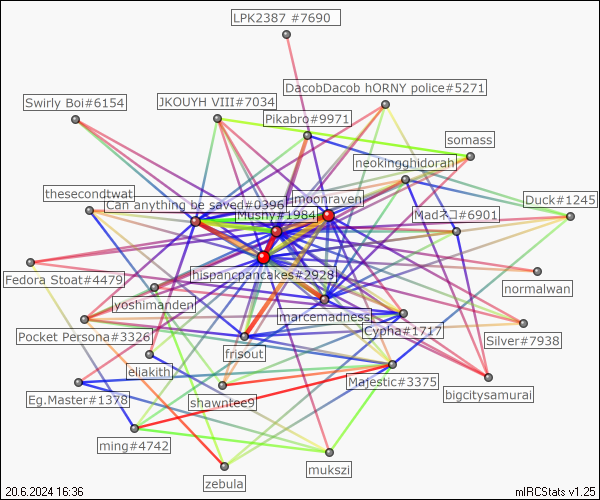 LPK2387 #7690
DacobDacob hORNY police#5271
Swirly Boi#6154
JKOUYH VIII#7034
Pikabro#9971
somass
neokingghidorah
thesecondtwat
Can anything be saved#0396
moonraven
Duck#1245
Mushy#1984
Madネコ#6901
Fedora Stoat#4479
hispancpancakes#2928
normalwan
yoshimandeni
marcemadness
Cypha#1717
Pocket Persona#3326
Silver#7938
frisout
eliakith
Majestic#3375
bigcitysamurai
Eg.Master#1378
shawntee9
ming#4742
mukszi
zebula
20.6.2024 16:36
mIRCStats v1.25